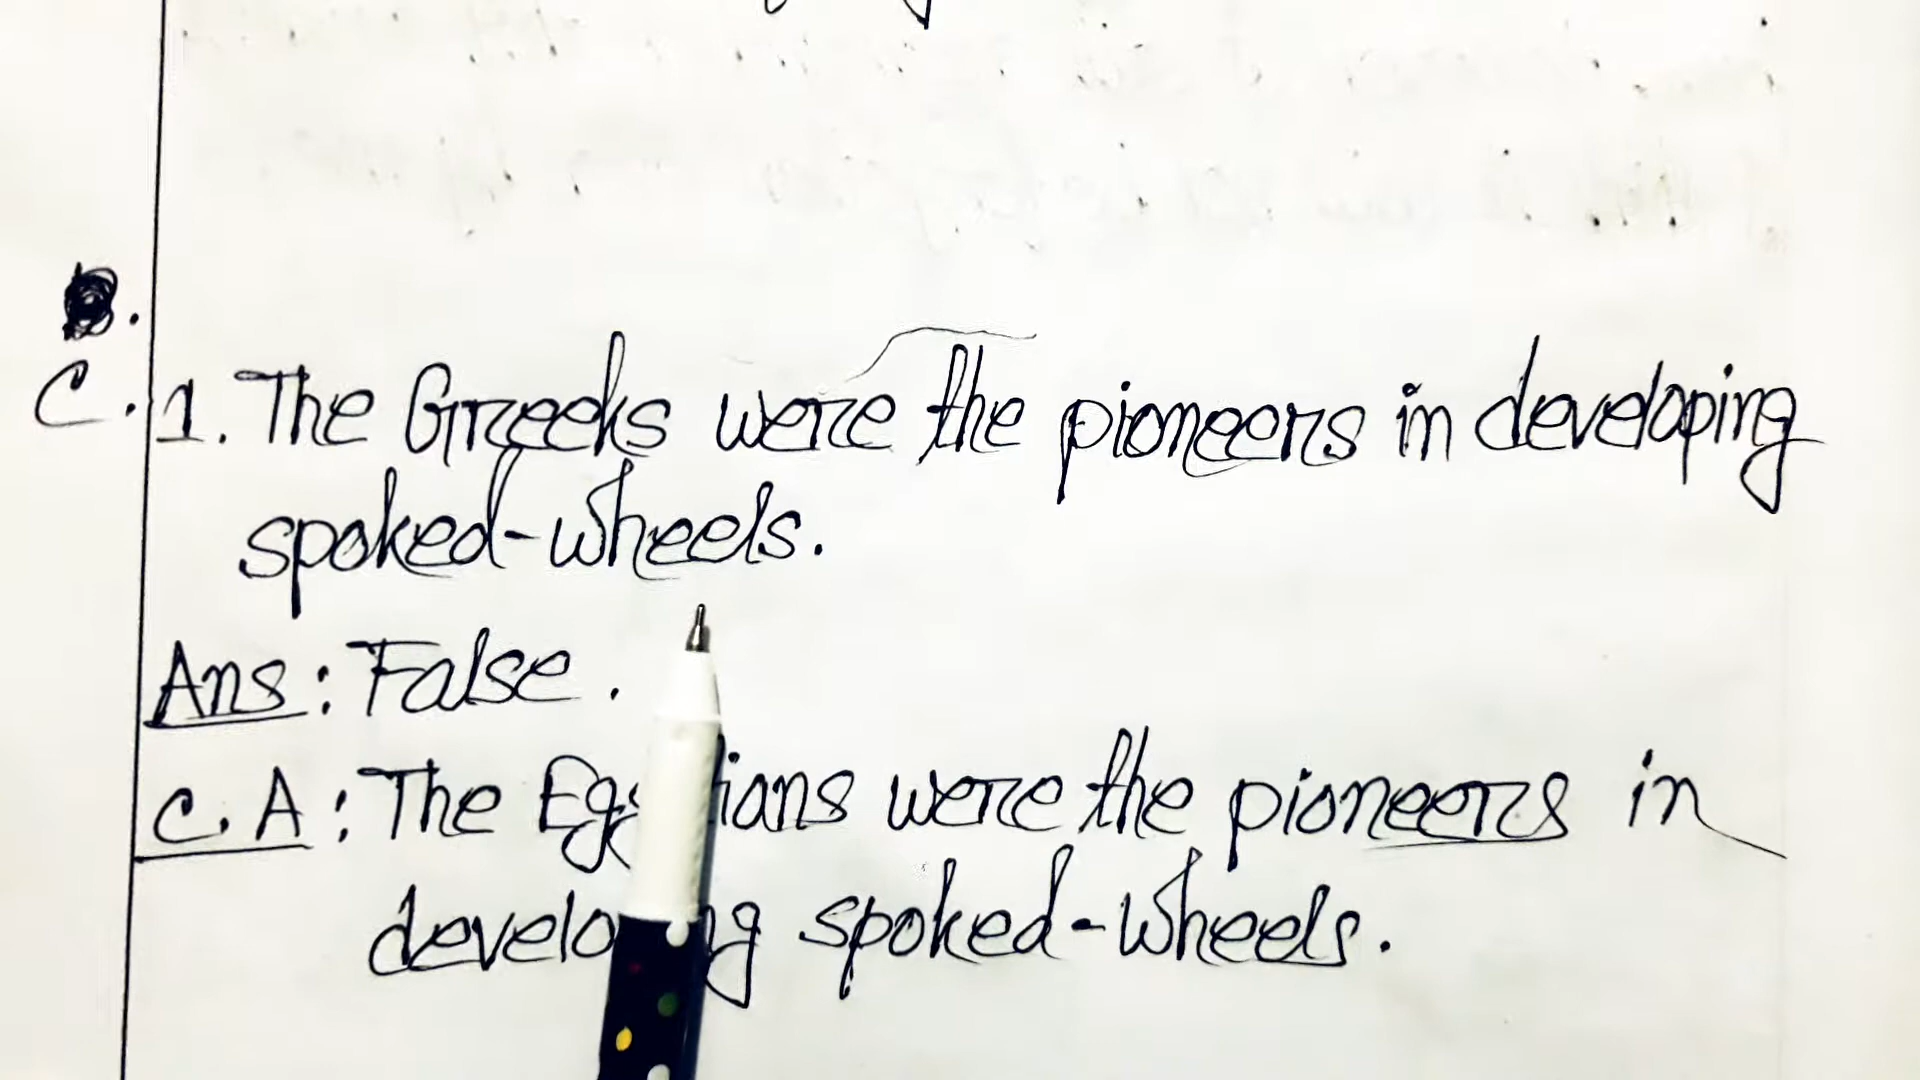 C. 1. The Greeks were the pioneers in developing
spoked-wheels.
Ans: False.
C.A: The were the pioneers in
spoked-wheels.